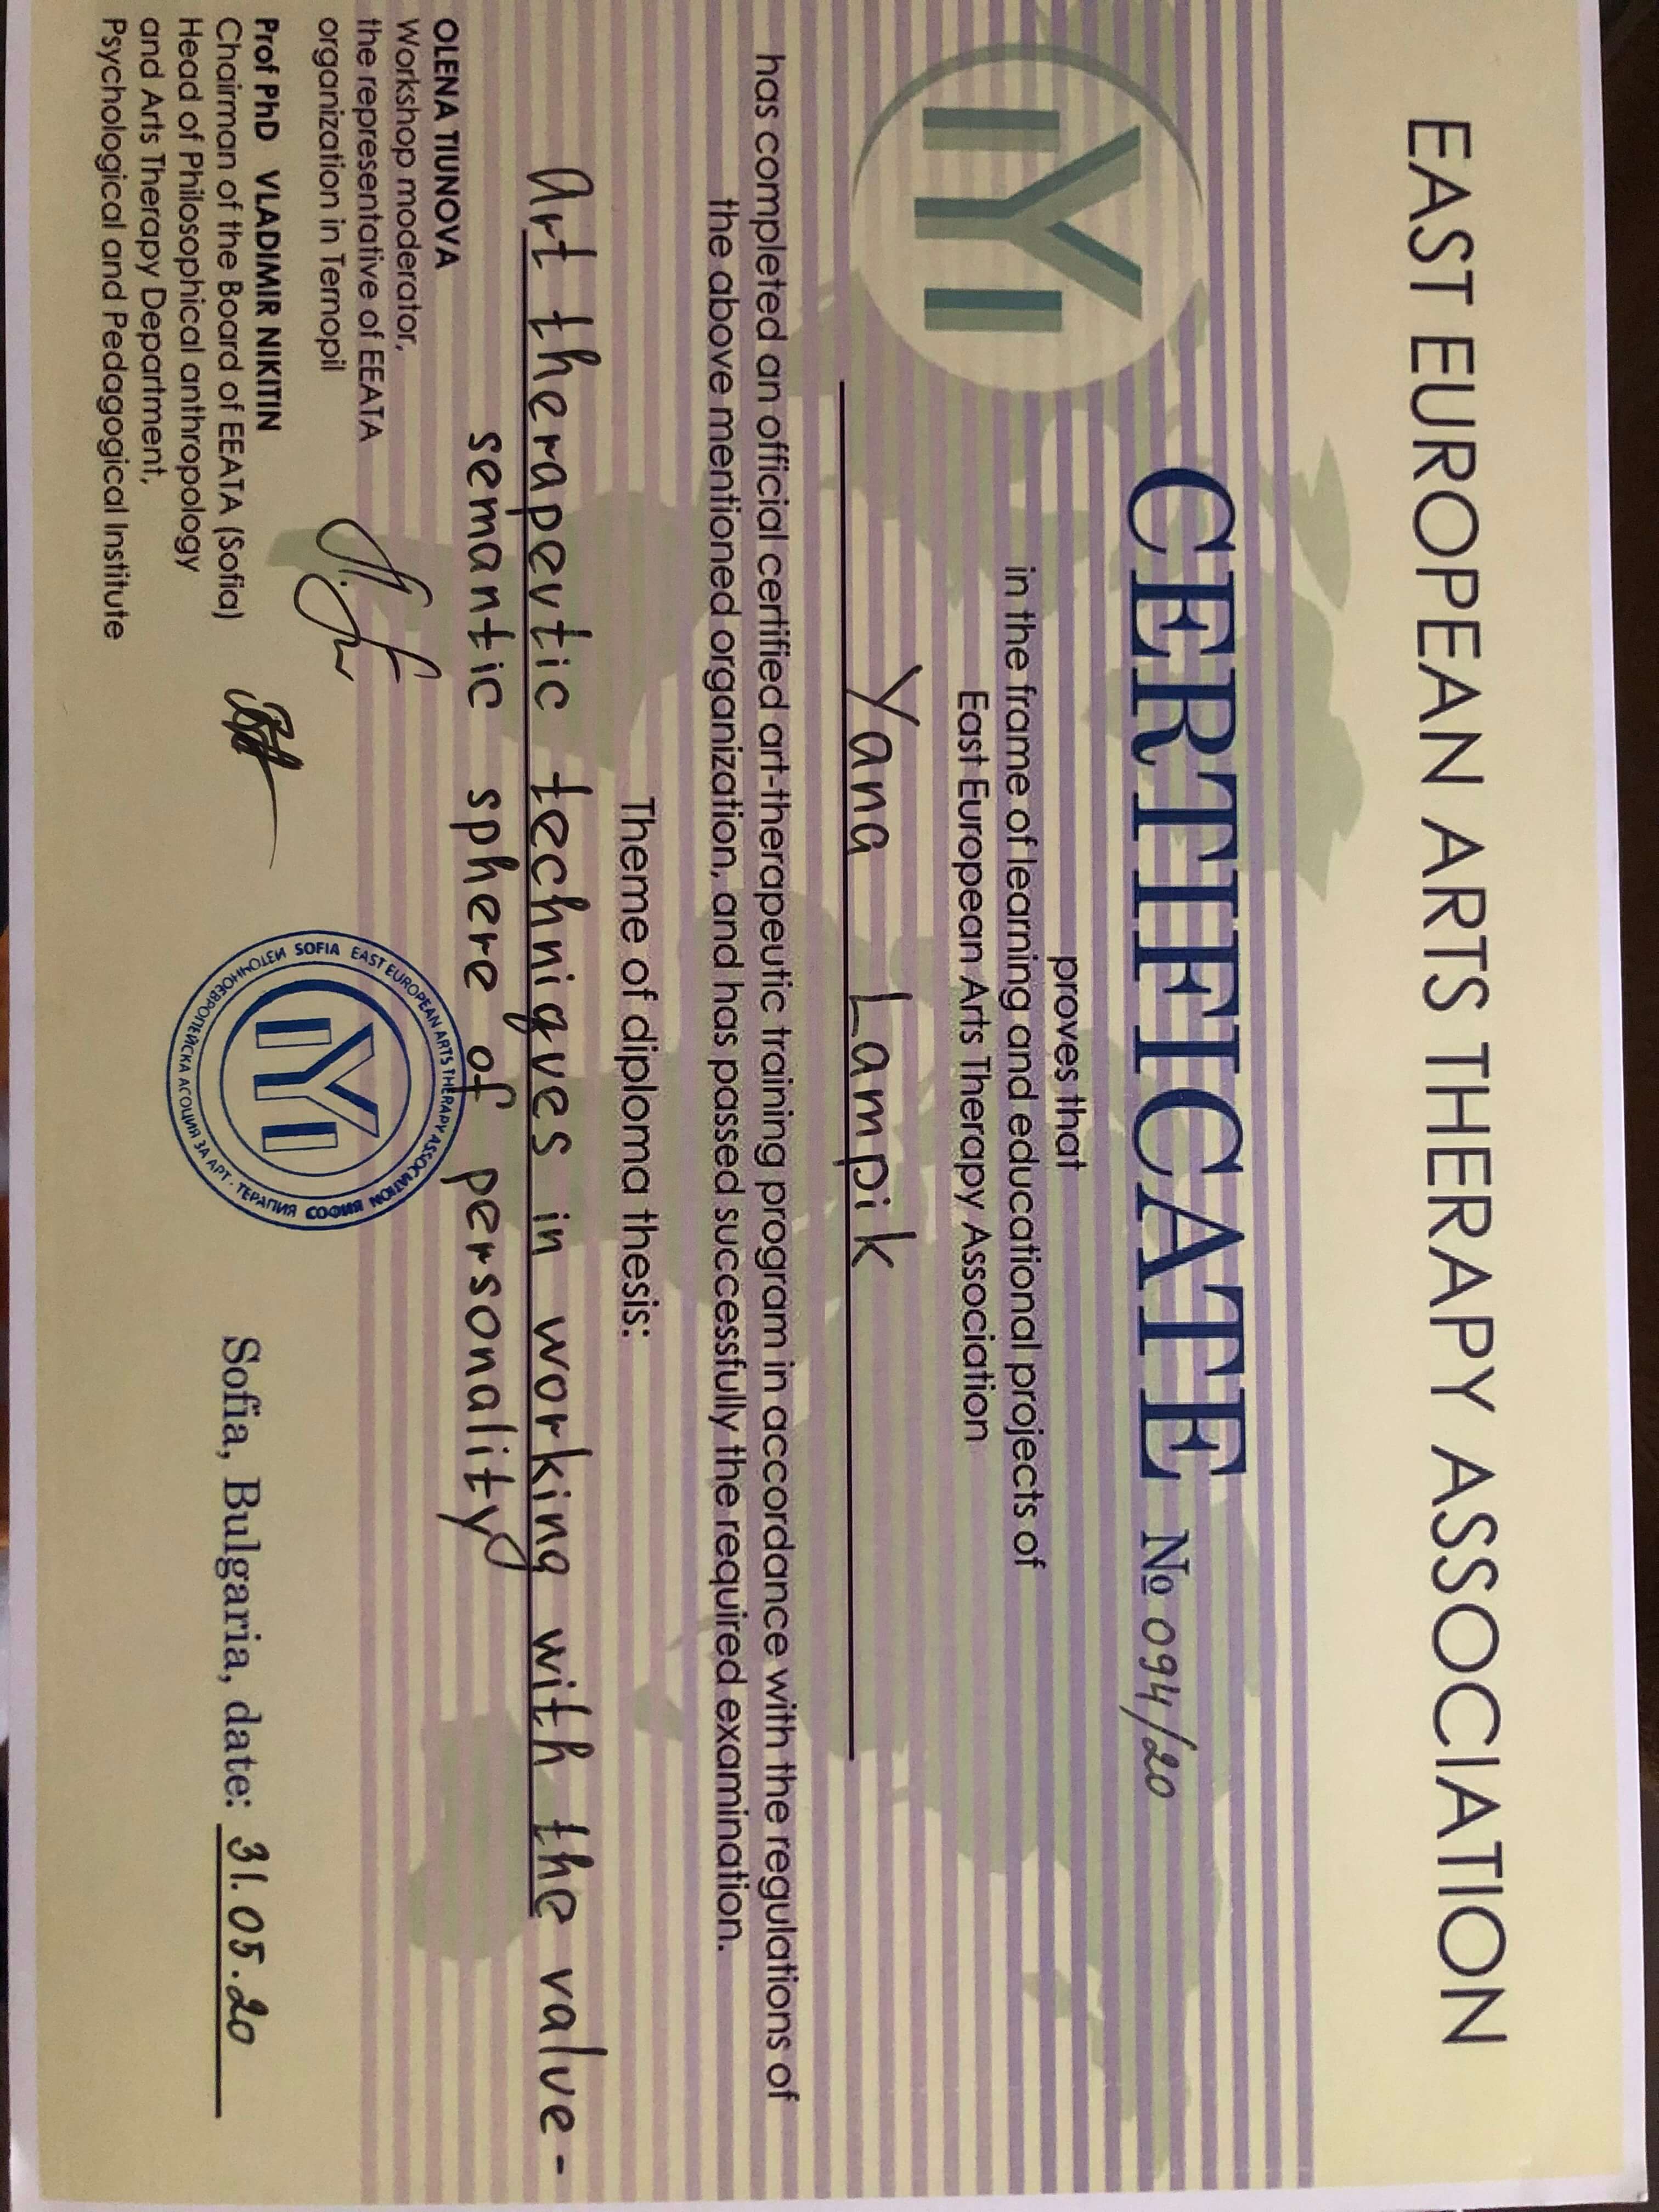 EAST EUROPEAN ARTS THERAPY ASSOCIATION
CERTIFICATE № 094/20
proves that
in the frame of learning and educational projects of
East European Arts Therapy Association
Yana Lampik
has completed an official certified art-therapeutic training program in accordance with the regulations of
the above mentioned organization, and has passed successfully the required examination.
Theme of diploma thesis:
Art therapevtic techniques in working with the value-
semantic sphere of personality
OLENA TIUNOVA
Workshop moderator,
the representative of EEATA
organization in Ternopil
Prof PhD VLADIMIR NIKITIN
Chairman of the Board of EEATA (Sofia)
Head of Philosophical anthropology
and Arts Therapy Department,
Psychological and Pedagogical Institute
SOFIA EAST EUROPEAN ARTS THERAPY ASSOCIATION
ИЗТОЧНОЕВРОПЕЙСКА АСОЦИАЦИЯ ЗА АРТ - ТЕРАПИЯ СОФИЯ
Sofia, Bulgaria, date: 31.05.20